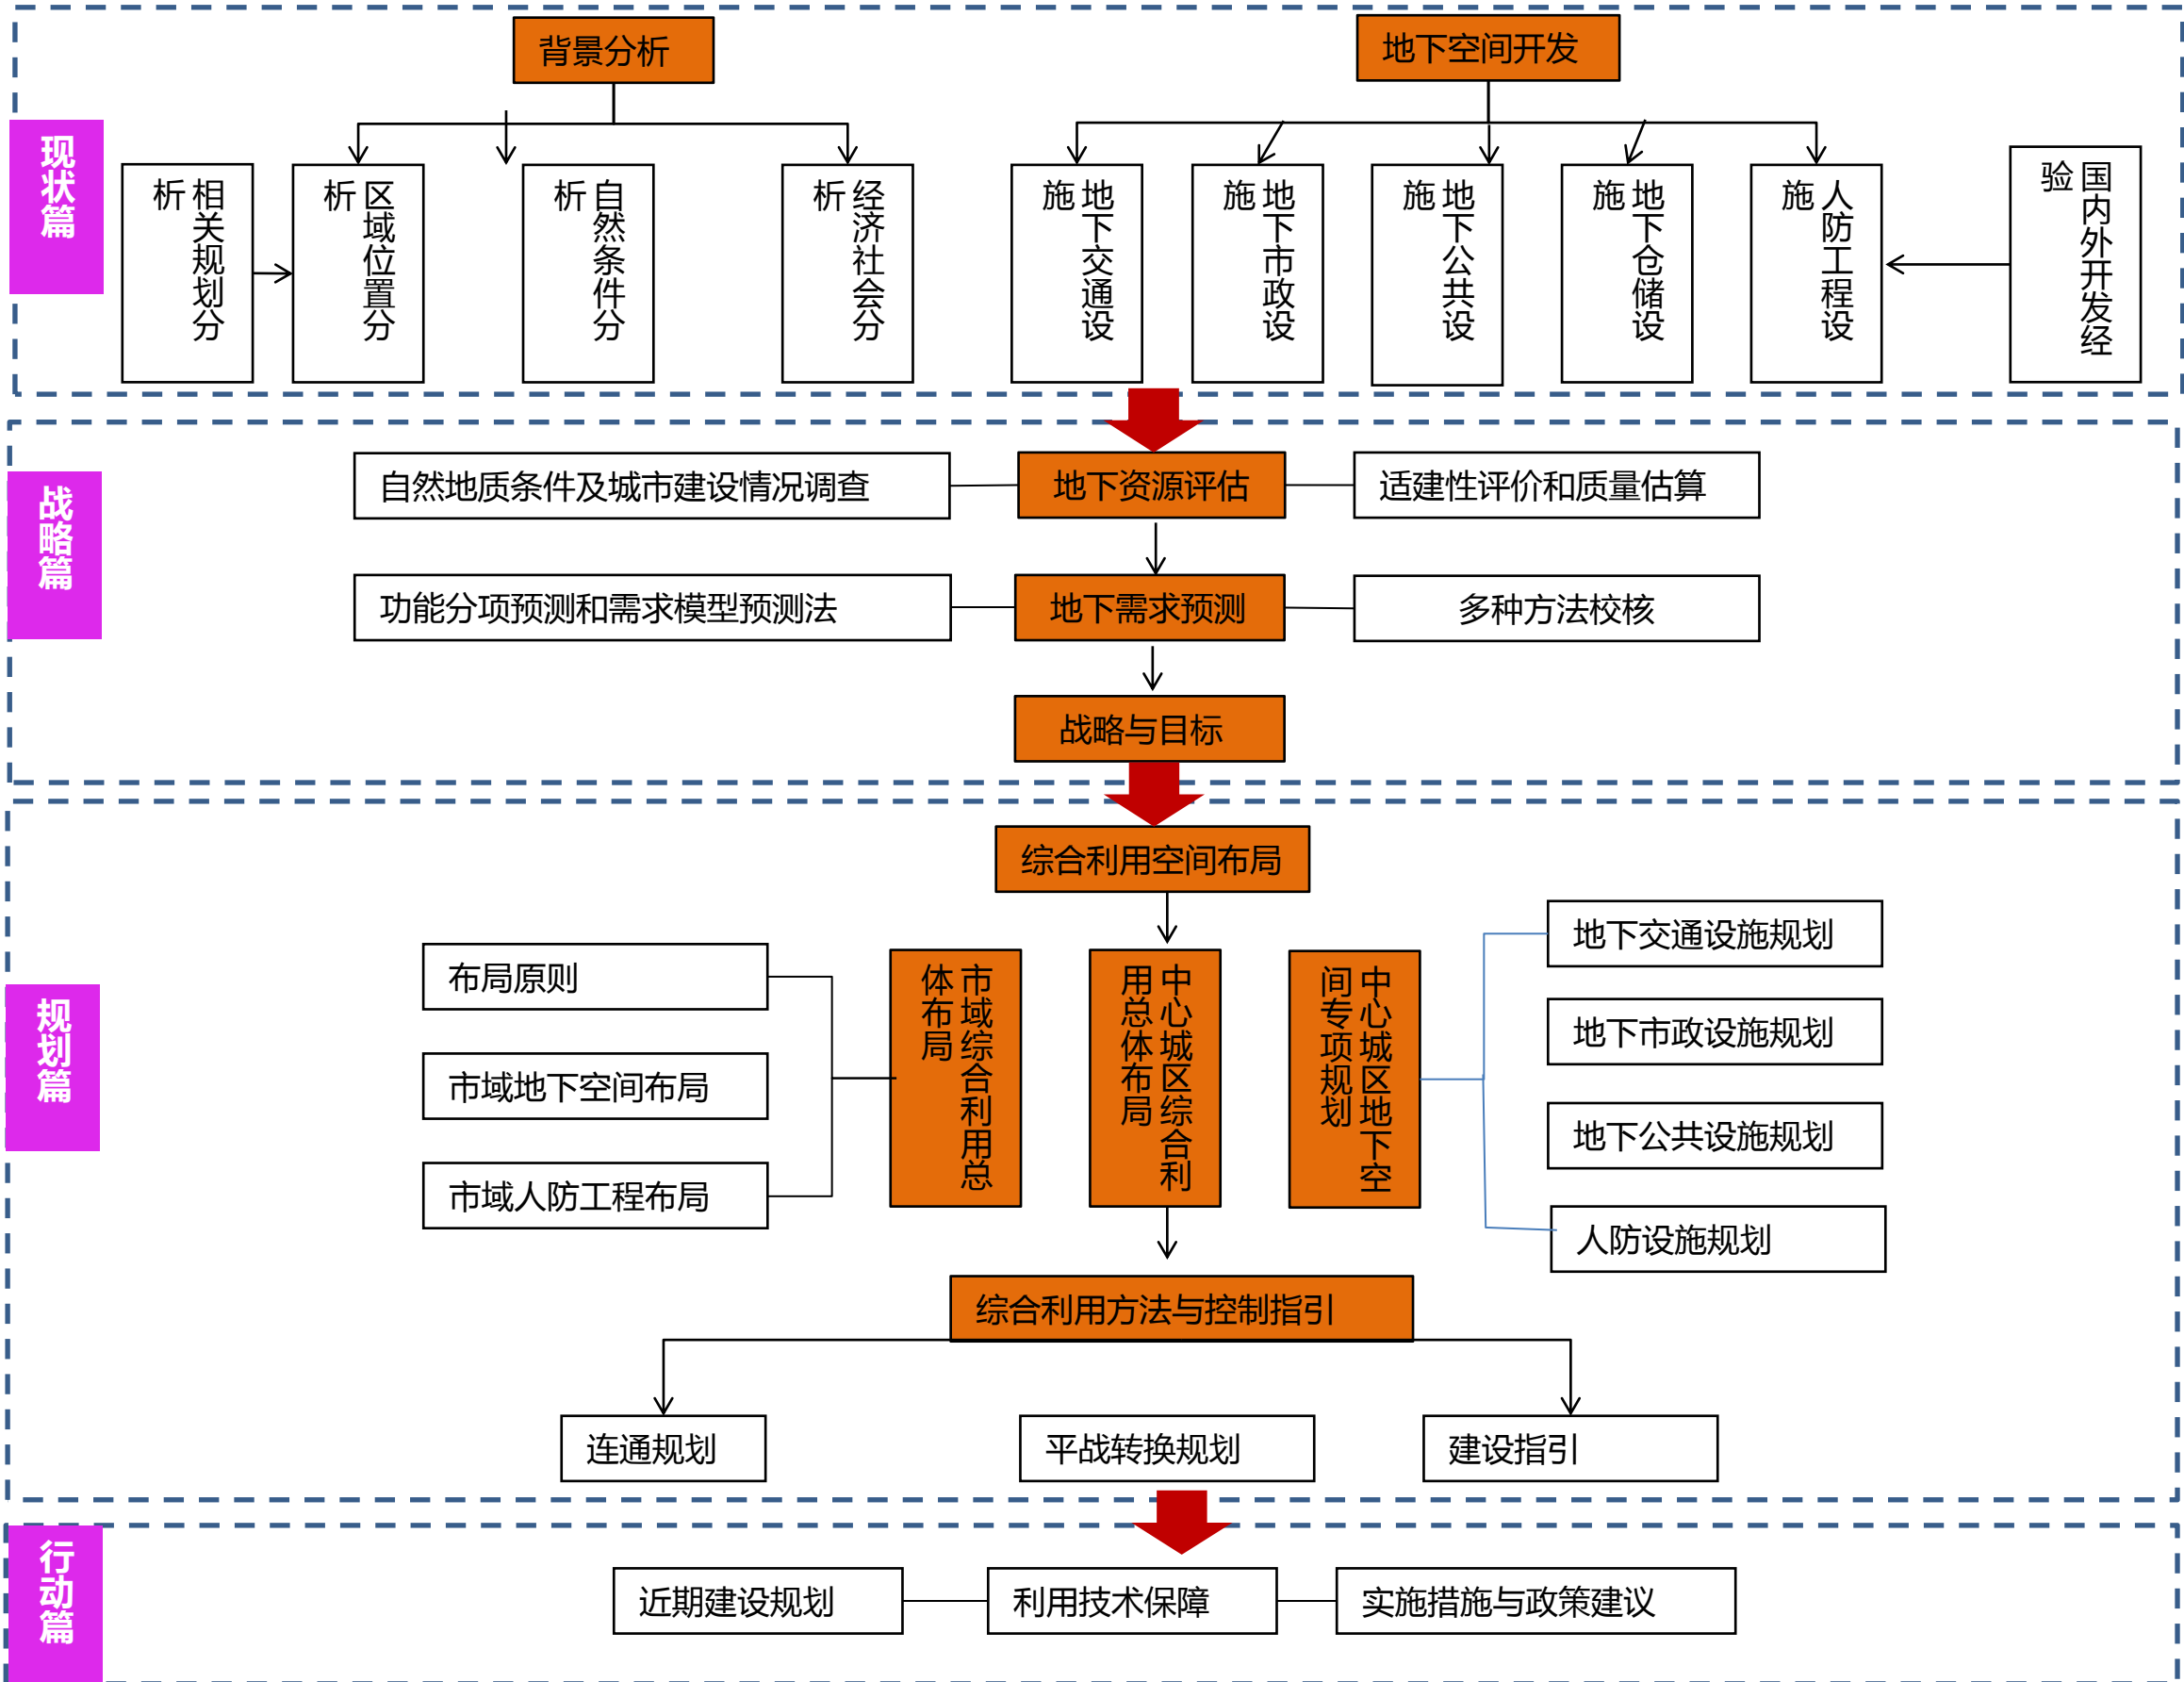 背景分析
地下空间开发
现状篇
相关规划分析
区域位置分析
自然条件分析
经济社会分析
地下交通设施
地下市政设施
地下公共设施
地下仓储设施
人防工程设施
国内外开发经验
战略篇
自然地质条件及城市建设情况调查
地下资源评估
适建性评价和质量估算
功能分项预测和需求模型预测法
地下需求预测
多种方法校核
战略与目标
规划篇
综合利用空间布局
布局原则
市域地下空间布局
市域人防工程布局
市域综合利用总体布局
中心城区综合利用总体布局
中心城区地下空间专项规划
地下交通设施规划
地下市政设施规划
地下公共设施规划
人防设施规划
综合利用方法与控制指引
连通规划
平战转换规划
建设指引
行动篇
近期建设规划
利用技术保障
实施措施与政策建议